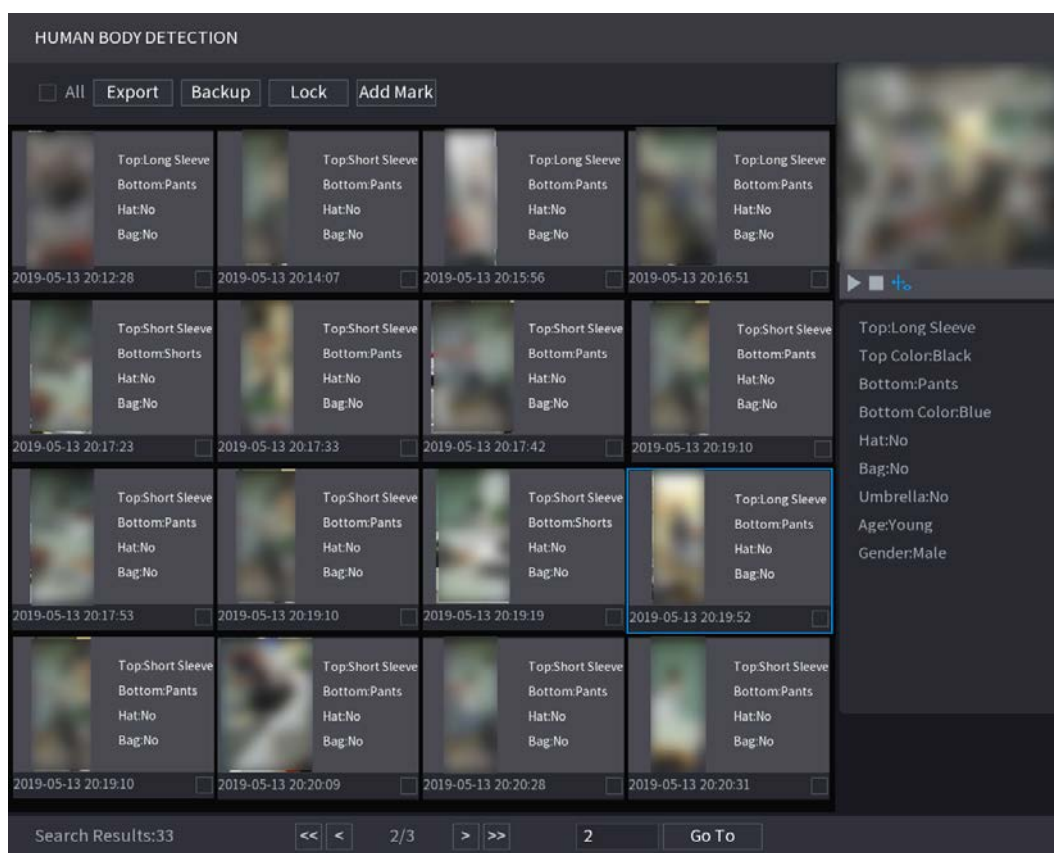 HUMAN BODY DETECTION
All Export Backup Lock Add Mark
Top:Long Sleeve
Bottom:Pants
Hat:No
Bag:No
2019-05-13 20:12:28
Top:Short Sleeve
Bottom:Pants
Hat:No
Bag:No
2019-05-13 20:14:07
Top:Long Sleeve
Bottom:Pants
Hat:No
Bag:No
2019-05-13 20:15:56
Top:Long Sleeve
Bottom:Pants
Hat:No
Bag:No
2019-05-13 20:16:51
Top:Short Sleeve
Bottom:Shorts
Hat:No
Bag:No
2019-05-13 20:17:23
Top:Short Sleeve
Bottom:Pants
Hat:No
Bag:No
2019-05-13 20:17:33
Top:Short Sleeve
Bottom:Pants
Hat:No
Bag:No
2019-05-13 20:17:42
Top:Short Sleeve
Bottom:Pants
Hat:No
Bag:No
2019-05-13 20:19:10
Top:Short Sleeve
Bottom:Pants
Hat:No
Bag:No
2019-05-13 20:17:53
Top:Short Sleeve
Bottom:Pants
Hat:No
Bag:No
2019-05-13 20:19:10
Top:Short Sleeve
Bottom:Shorts
Hat:No
Bag:No
2019-05-13 20:19:19
Top:Long Sleeve
Bottom:Pants
Hat:No
Bag:No
2019-05-13 20:19:52
Top:Short Sleeve
Bottom:Pants
Hat:No
Bag:No
2019-05-13 20:19:10
Top:Short Sleeve
Bottom:Pants
Hat:No
Bag:No
2019-05-13 20:20:09
Top:Short Sleeve
Bottom:Pants
Hat:No
Bag:No
2019-05-13 20:20:28
Top:Short Sleeve
Bottom:Pants
Hat:No
Bag:No
2019-05-13 20:20:31
Top:Long Sleeve
Top Color:Black
Bottom:Pants
Bottom Color:Blue
Hat:No
Bag:No
Umbrella:No
Age:Young
Gender:Male
Search Results:33 << < 2/3 > >> 2 Go To